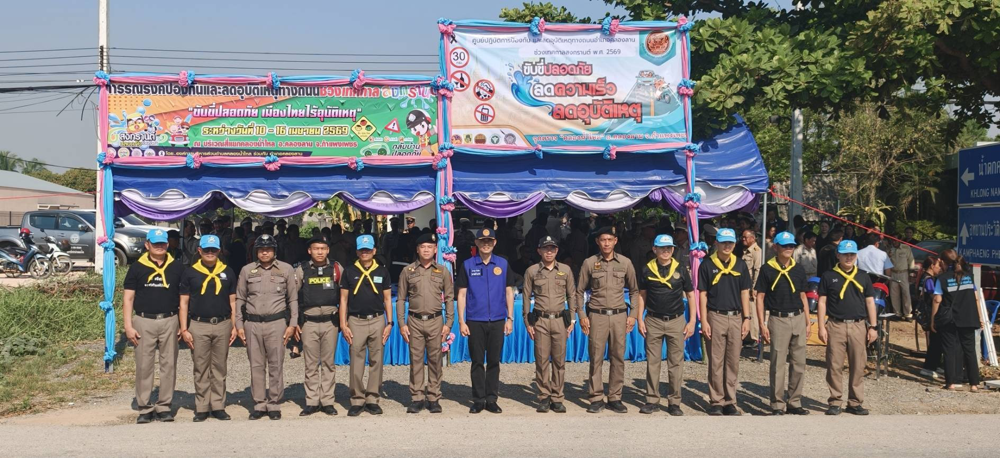 การรณรงค์ป้องกันและลดอุบัติเหตุทางถนนช่วงเทศกาล สงกรานต์
"ขับขี่ปลอดภัย เมืองไทยไร้อุบัติเหตุ"
ระหว่างวันที่ 10 - 16 เมษายน 2569
ณ บริเวณสี่แยกคลองน้ำไหล อ.คลองลาน จ.กำแพงเพชร
โดย..องค์การบริหารส่วนตำบลคลองน้ำไหล ร่วมกับ อำเภอคลองลาน
สงกรานต์
กลับบ้าน
ปลอดภัย
ศูนย์ปฏิบัติการป้องกัน และลดอุบัติเหตุทางถนนอำเภอคลองลาน
ช่วงเทศกาลสงกรานต์ พ.ศ. 2569
30
กม.
ขับขี่ปลอดภัย
ลดความเร็ว
ลดอุบัติเหตุ
จุดตรวจ "คลองน้ำไหล" อ.คลองลาน จ.กำแพงเพชร
น้ำตกค
KHLONG NAM
อุทยานประวัติ
KAMPHAENG PHE
POLICE